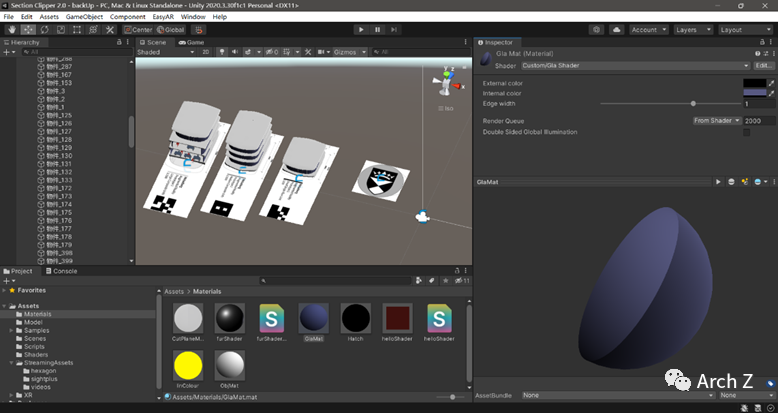 Section Clipper 2.0 - backUp - PC, Mac & Linux Standalone - Unity 2020.3.30f1c1 Personal <DX11>
File Edit Assets GameObject Component EasyAR Window Help
Center Global Account Layers Layout
Hierarchy
All
物件_287
物件_167
物件_153
物件_3
物件_2
物件_1
物件_125
物件_126
物件_127
物件_128
物件_129
物件_130
物件_131
物件_132
物件_133
物件_172
物件_173
物件_174
物件_175
物件_176
物件_177
物件_178
物件_179
物件_398
物件_399
Scene Game
Shaded 2D Gizmos All
y
x
Iso
Inspector
Gla Mat (Material)
Shader Custom/Gla Shader Edit...
External color
Internal color
Edge width 1
Render Queue From Shader 2000
Double Sided Global Illumination
GlaMat
AssetBundle None None
Project Console
11
Favorites
Assets
Materials
Model
Samples
Scenes
Scripts
Shaders
StreamingAssets
hexagon
sightplus
videos
XR
Assets > Materials
CutPlaneM...
furShader
furShader...
GlaMat
Hatch
helloShader
helloShader
InColour
ObjMat
Assets/Materials/GlaMat.mat
Arch Z